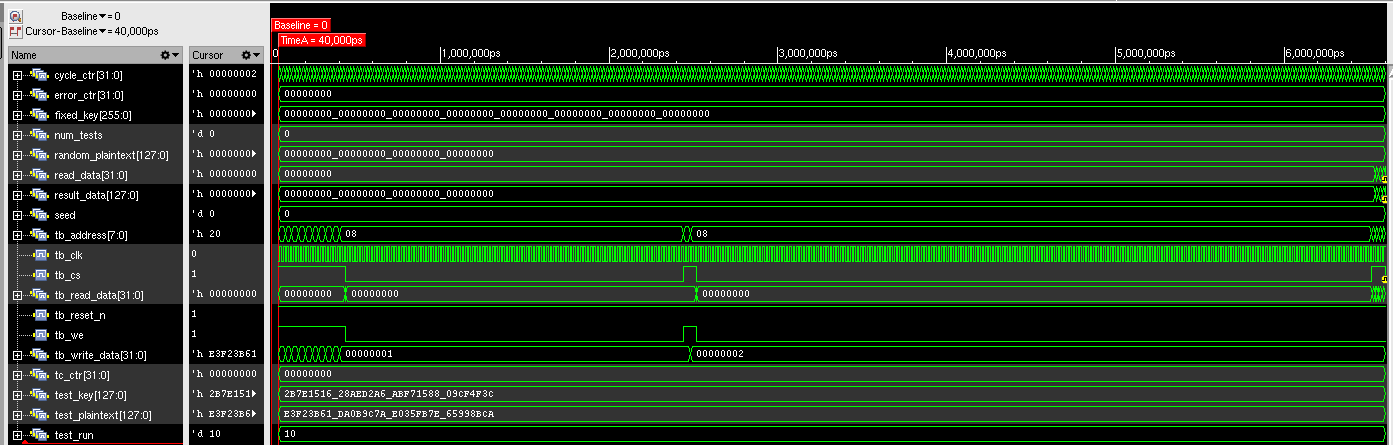 Baseline▼= 0
Cursor-Baseline▼= 40,000ps
Baseline = 0
TimeA = 40,000ps
Name Cursor 0 1,000,000ps 2,000,000ps 3,000,000ps 4,000,000ps 5,000,000ps 6,000,000ps
cycle_ctr[31:0] 'h 00000002
error_ctr[31:0] 'h 00000000 00000000
fixed_key[255:0] 'h 0000000▶ 00000000_00000000_00000000_00000000_00000000_00000000_00000000_00000000
num_tests 'd 0 0
random_plaintext[127:0] 'h 0000000▶ 00000000_00000000_00000000_00000000
read_data[31:0] 'h 00000000 00000000
result_data[127:0] 'h 0000000▶ 00000000_00000000_00000000_00000000
seed 'd 0 0
tb_address[7:0] 'h 20 08 08
tb_clk 0
tb_cs 1
tb_read_data[31:0] 'h 00000000 00000000 00000000 00000000
tb_reset_n 1
tb_we 1
tb_write_data[31:0] 'h E3F23B61 00000001 00000002
tc_ctr[31:0] 'h 00000000 00000000
test_key[127:0] 'h 2B7E151▶ 2B7E1516_28AED2A6_ABF71588_09CF4F3C
test_plaintext[127:0] 'h E3F23B6▶ E3F23B61_DA0B9C7A_E035FB7E_65998BCA
test_run 'd 10 10